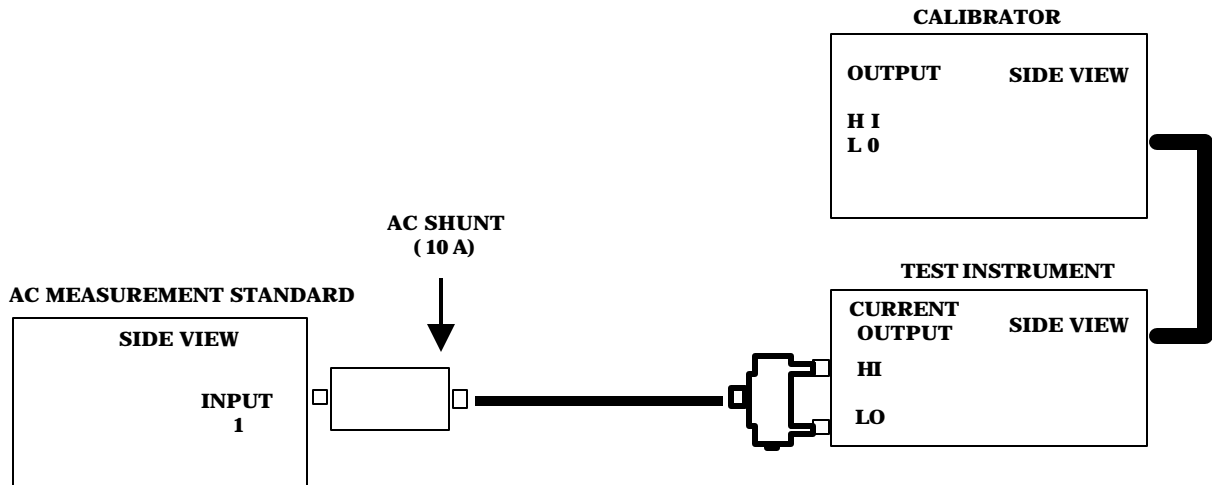 CALIBRATOR
OUTPUT
SIDE VIEW
H I
L 0
AC SHUNT
( 10 A)
TEST INSTRUMENT
AC MEASUREMENT STANDARD
CURRENT
OUTPUT
SIDE VIEW
SIDE VIEW
HI
INPUT
1
LO